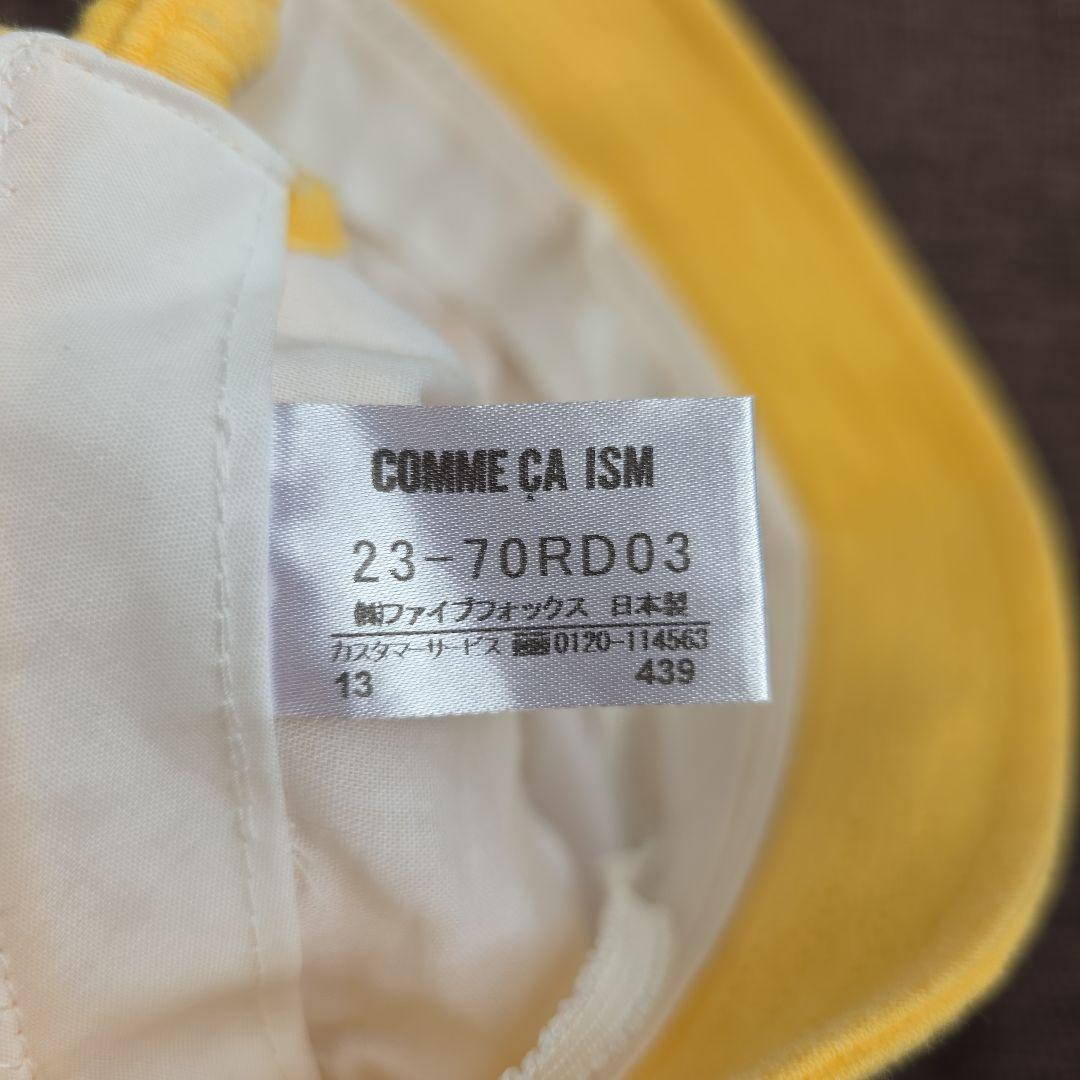 COMME ÇA ISM
23-70RD03
㈱ファイブフォックス 日本製
カスタマーサービス 0120-114563
13 439